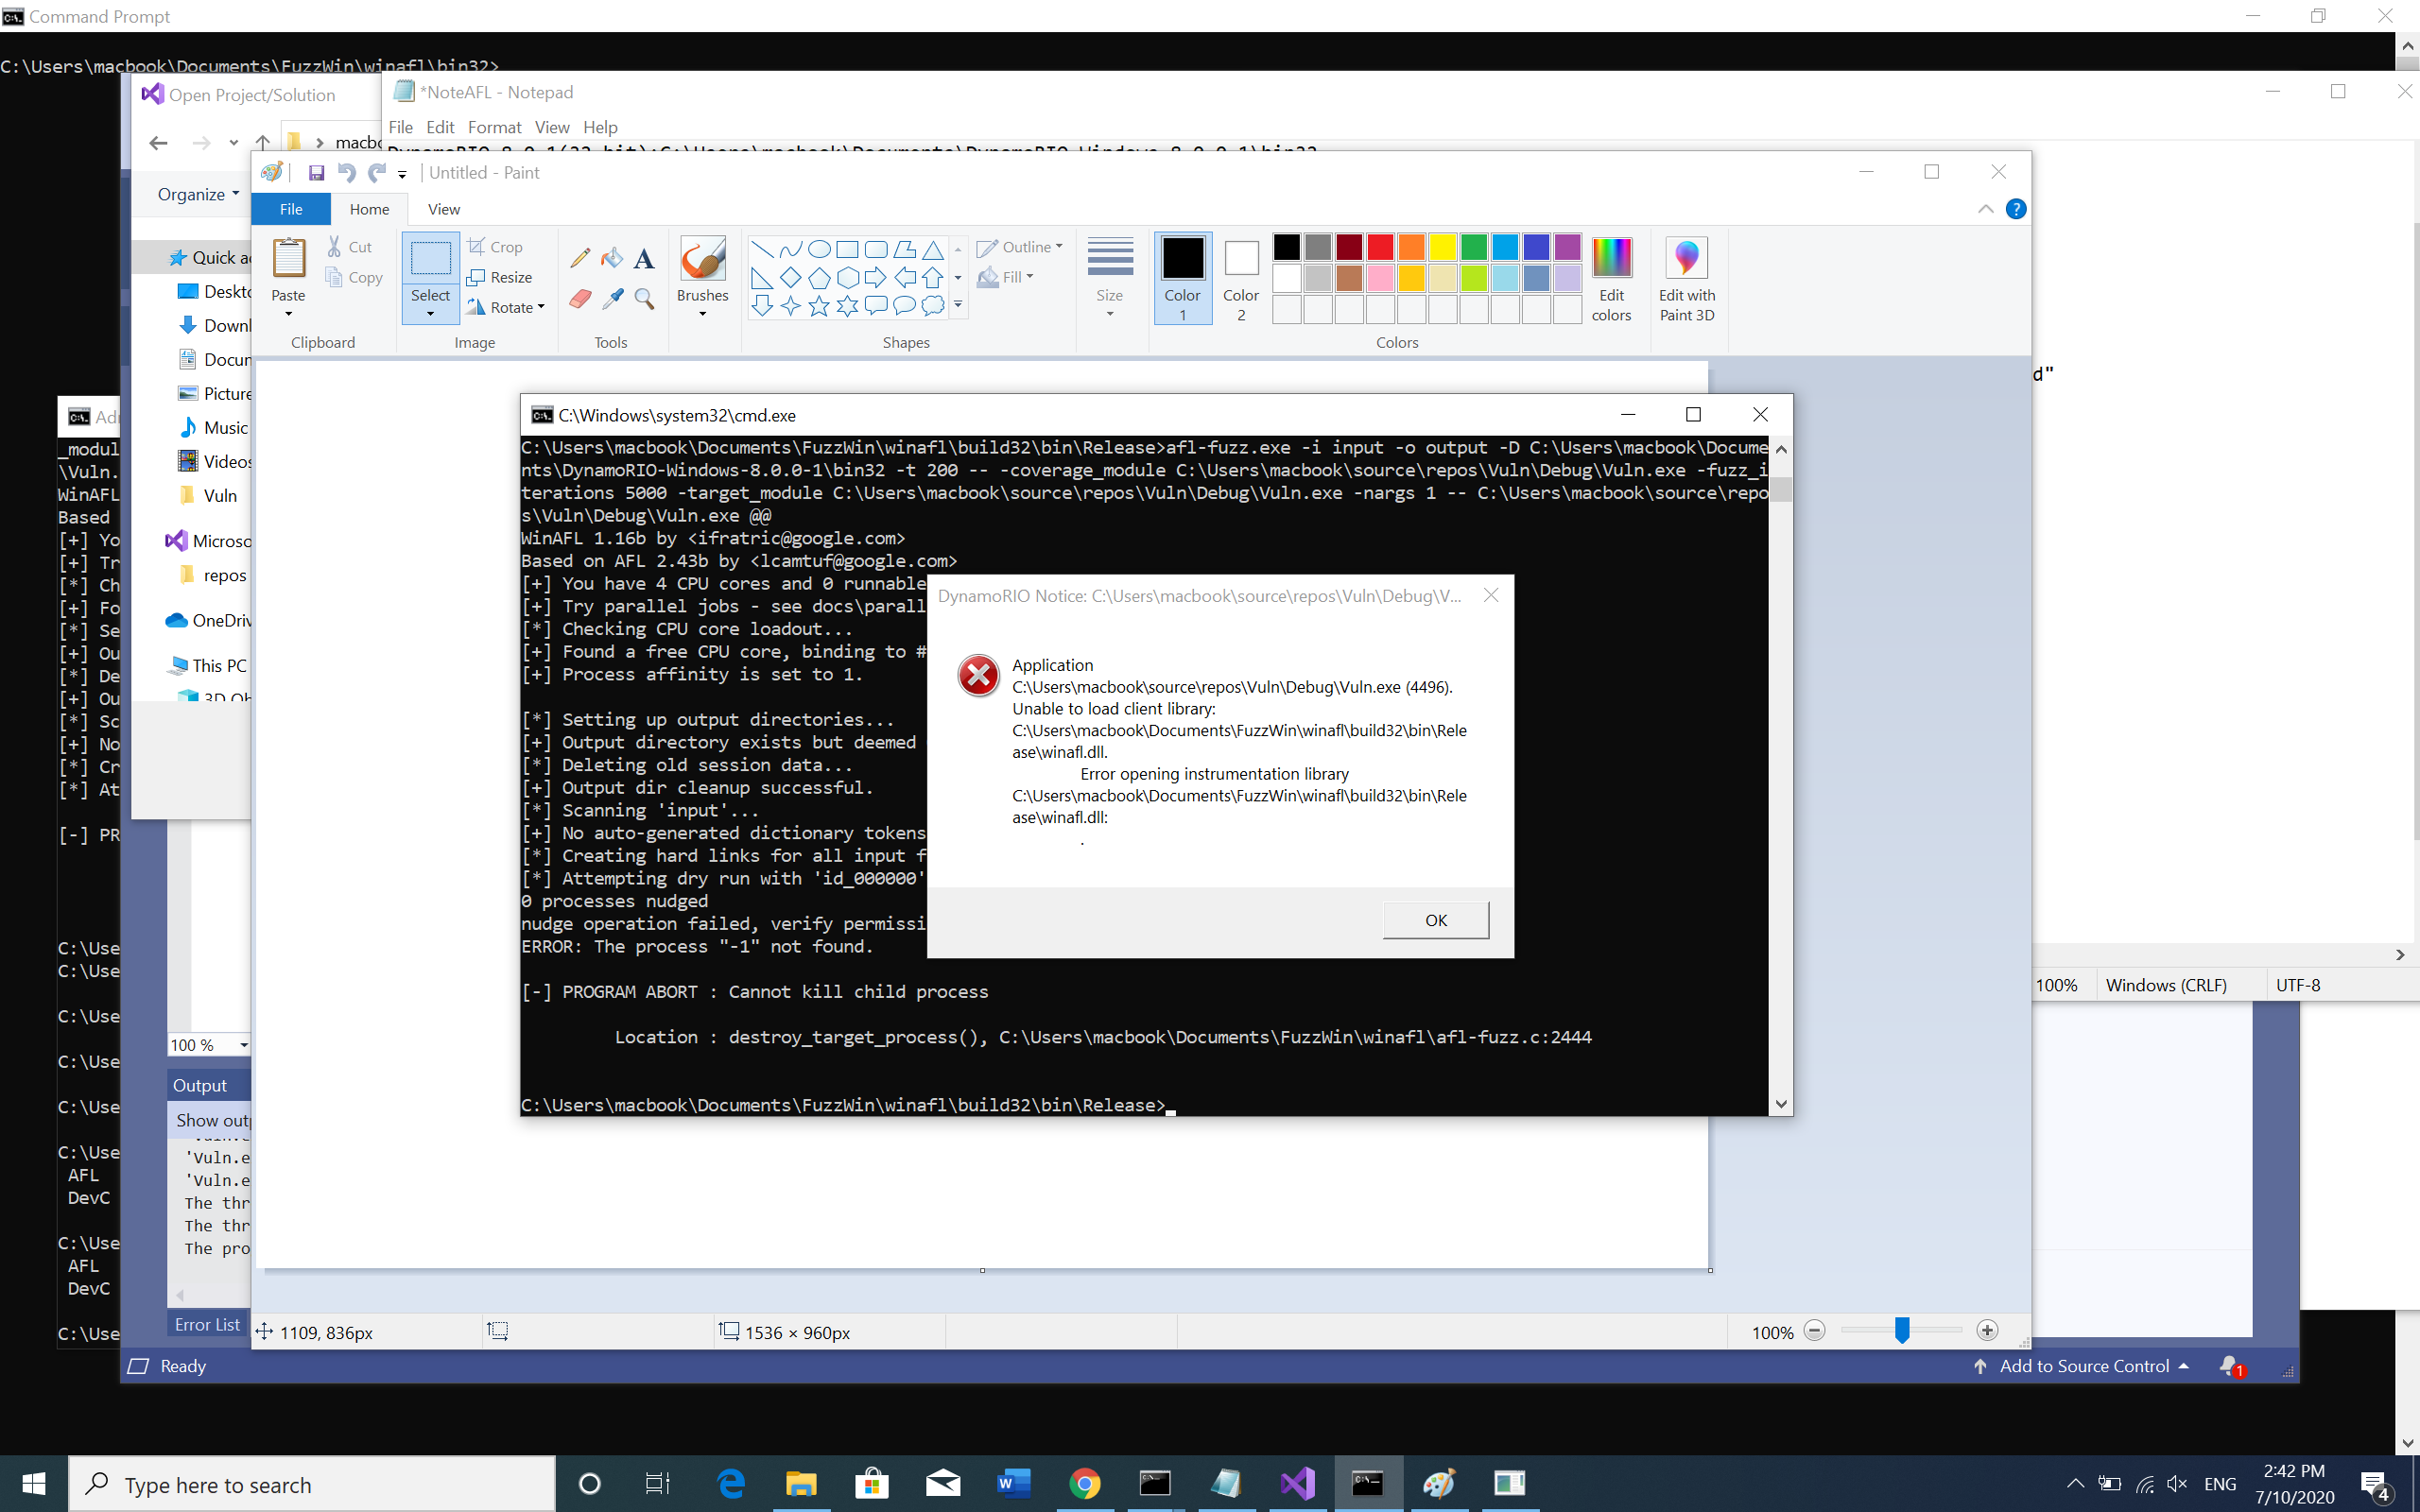 Command Prompt
C:\Users\macbook\Documents\FuzzWin\winafl\bin32>
Open Project/Solution
Organize
Quick
Music
Vuln
repos
This PC
*NoteAFL - Notepad
File Edit Format View Help
d"
100% Windows (CRLF) UTF-8
Untitled - Paint
File Home View
Paste
Cut
Copy
Clipboard
Select
Crop
Resize
Rotate
Image
Tools
Brushes
Shapes
Outline
Fill
Size
Color
1
Color
2
Colors
Edit
colors
Edit with
Paint 3D
C:\Windows\system32\cmd.exe
C:\Users\macbook\Documents\FuzzWin\winafl\build32\bin\Release>afl-fuzz.exe -i input -o output -D C:\Users\macbook\Docume
nts\DynamoRIO-Windows-8.0.0-1\bin32 -t 200 -- -coverage_module C:\Users\macbook\source\repos\Vuln\Debug\Vuln.exe -fuzz_i
terations 5000 -target_module C:\Users\macbook\source\repos\Vuln\Debug\Vuln.exe -nargs 1 -- C:\Users\macbook\source\repo
s\Vuln\Debug\Vuln.exe @@
WinAFL 1.16b by <ifratric@google.com>
Based on AFL 2.43b by <lcamtuf@google.com>
[+] You have 4 CPU cores and 0 runnable
[+] Try parallel jobs - see docs\parall
[*] Checking CPU core loadout...
[+] Found a free CPU core, binding to #
[+] Process affinity is set to 1.
[*] Setting up output directories...
[+] Output directory exists but deemed
[*] Deleting old session data...
[+] Output dir cleanup successful.
[*] Scanning 'input'...
[+] No auto-generated dictionary tokens
[*] Creating hard links for all input f
[*] Attempting dry run with 'id_000000'
0 processes nudged
nudge operation failed, verify permissi
ERROR: The process "-1" not found.
[-] PROGRAM ABORT : Cannot kill child process
Location : destroy_target_process(), C:\Users\macbook\Documents\FuzzWin\winafl\afl-fuzz.c:2444
C:\Users\macbook\Documents\FuzzWin\winafl\build32\bin\Release>
DynamoRIO Notice: C:\Users\macbook\source\repos\Vuln\Debug\V...
Application
C:\Users\macbook\source\repos\Vuln\Debug\Vuln.exe (4496).
Unable to load client library:
C:\Users\macbook\Documents\FuzzWin\winafl\build32\bin\Rele
ase\winafl.dll.
Error opening instrumentation library
C:\Users\macbook\Documents\FuzzWin\winafl\build32\bin\Rele
ase\winafl.dll:
.
OK
_modul
\Vuln.
WinAFL
Based
[+] Yo
[+] Tr
[*] Ch
[+] Fo
[*] Se
[+] Ou
[*] De
[+] Ou
[*] Sc
[+] No
[*] Cr
[*] At
[-] PR
C:\Use
C:\Use
C:\Use
C:\Use
C:\Use
C:\Use
AFL
DevC
C:\Use
AFL
DevC
C:\Use
100 %
Output
Show out
'Vuln.e
'Vuln.e
The thr
The thr
The pro
Error List
1109, 836px
1536 × 960px
100%
Ready
Add to Source Control
1
Type here to search
ENG
2:42 PM
7/10/2020
4